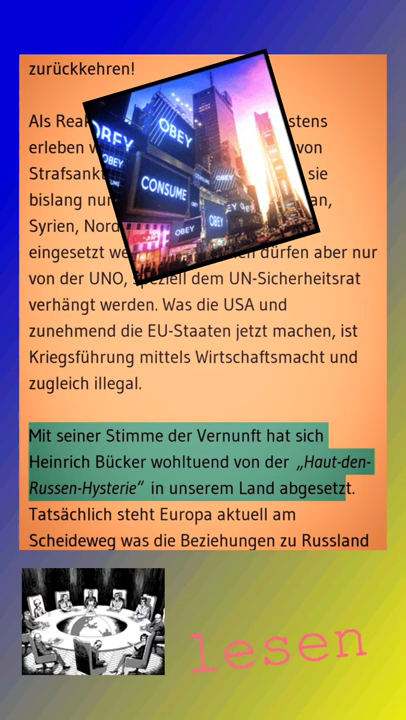 zurückkehren!
Als
stens
erleben
von
Strafsank
sie
bislang nur
Syrien, Nord
eingesetzt
dürfen aber nur
von der UNO, speziell dem UN-Sicherheitsrat
verhängt werden. Was die USA und
zunehmend die EU-Staaten jetzt machen, ist
Kriegsführung mittels Wirtschaftsmacht und
zugleich illegal.
Mit seiner Stimme der Vernunft hat sich
Heinrich Bücker wohltuend von der „Haut-den-
Russen-Hysterie“ in unserem Land abgesetzt.
Tatsächlich steht Europa aktuell am
Scheideweg was die Beziehungen zu Russland
OBEY
OBEY
OBEY
CONSUME
OBEY
OBEY
OBEY
lesen